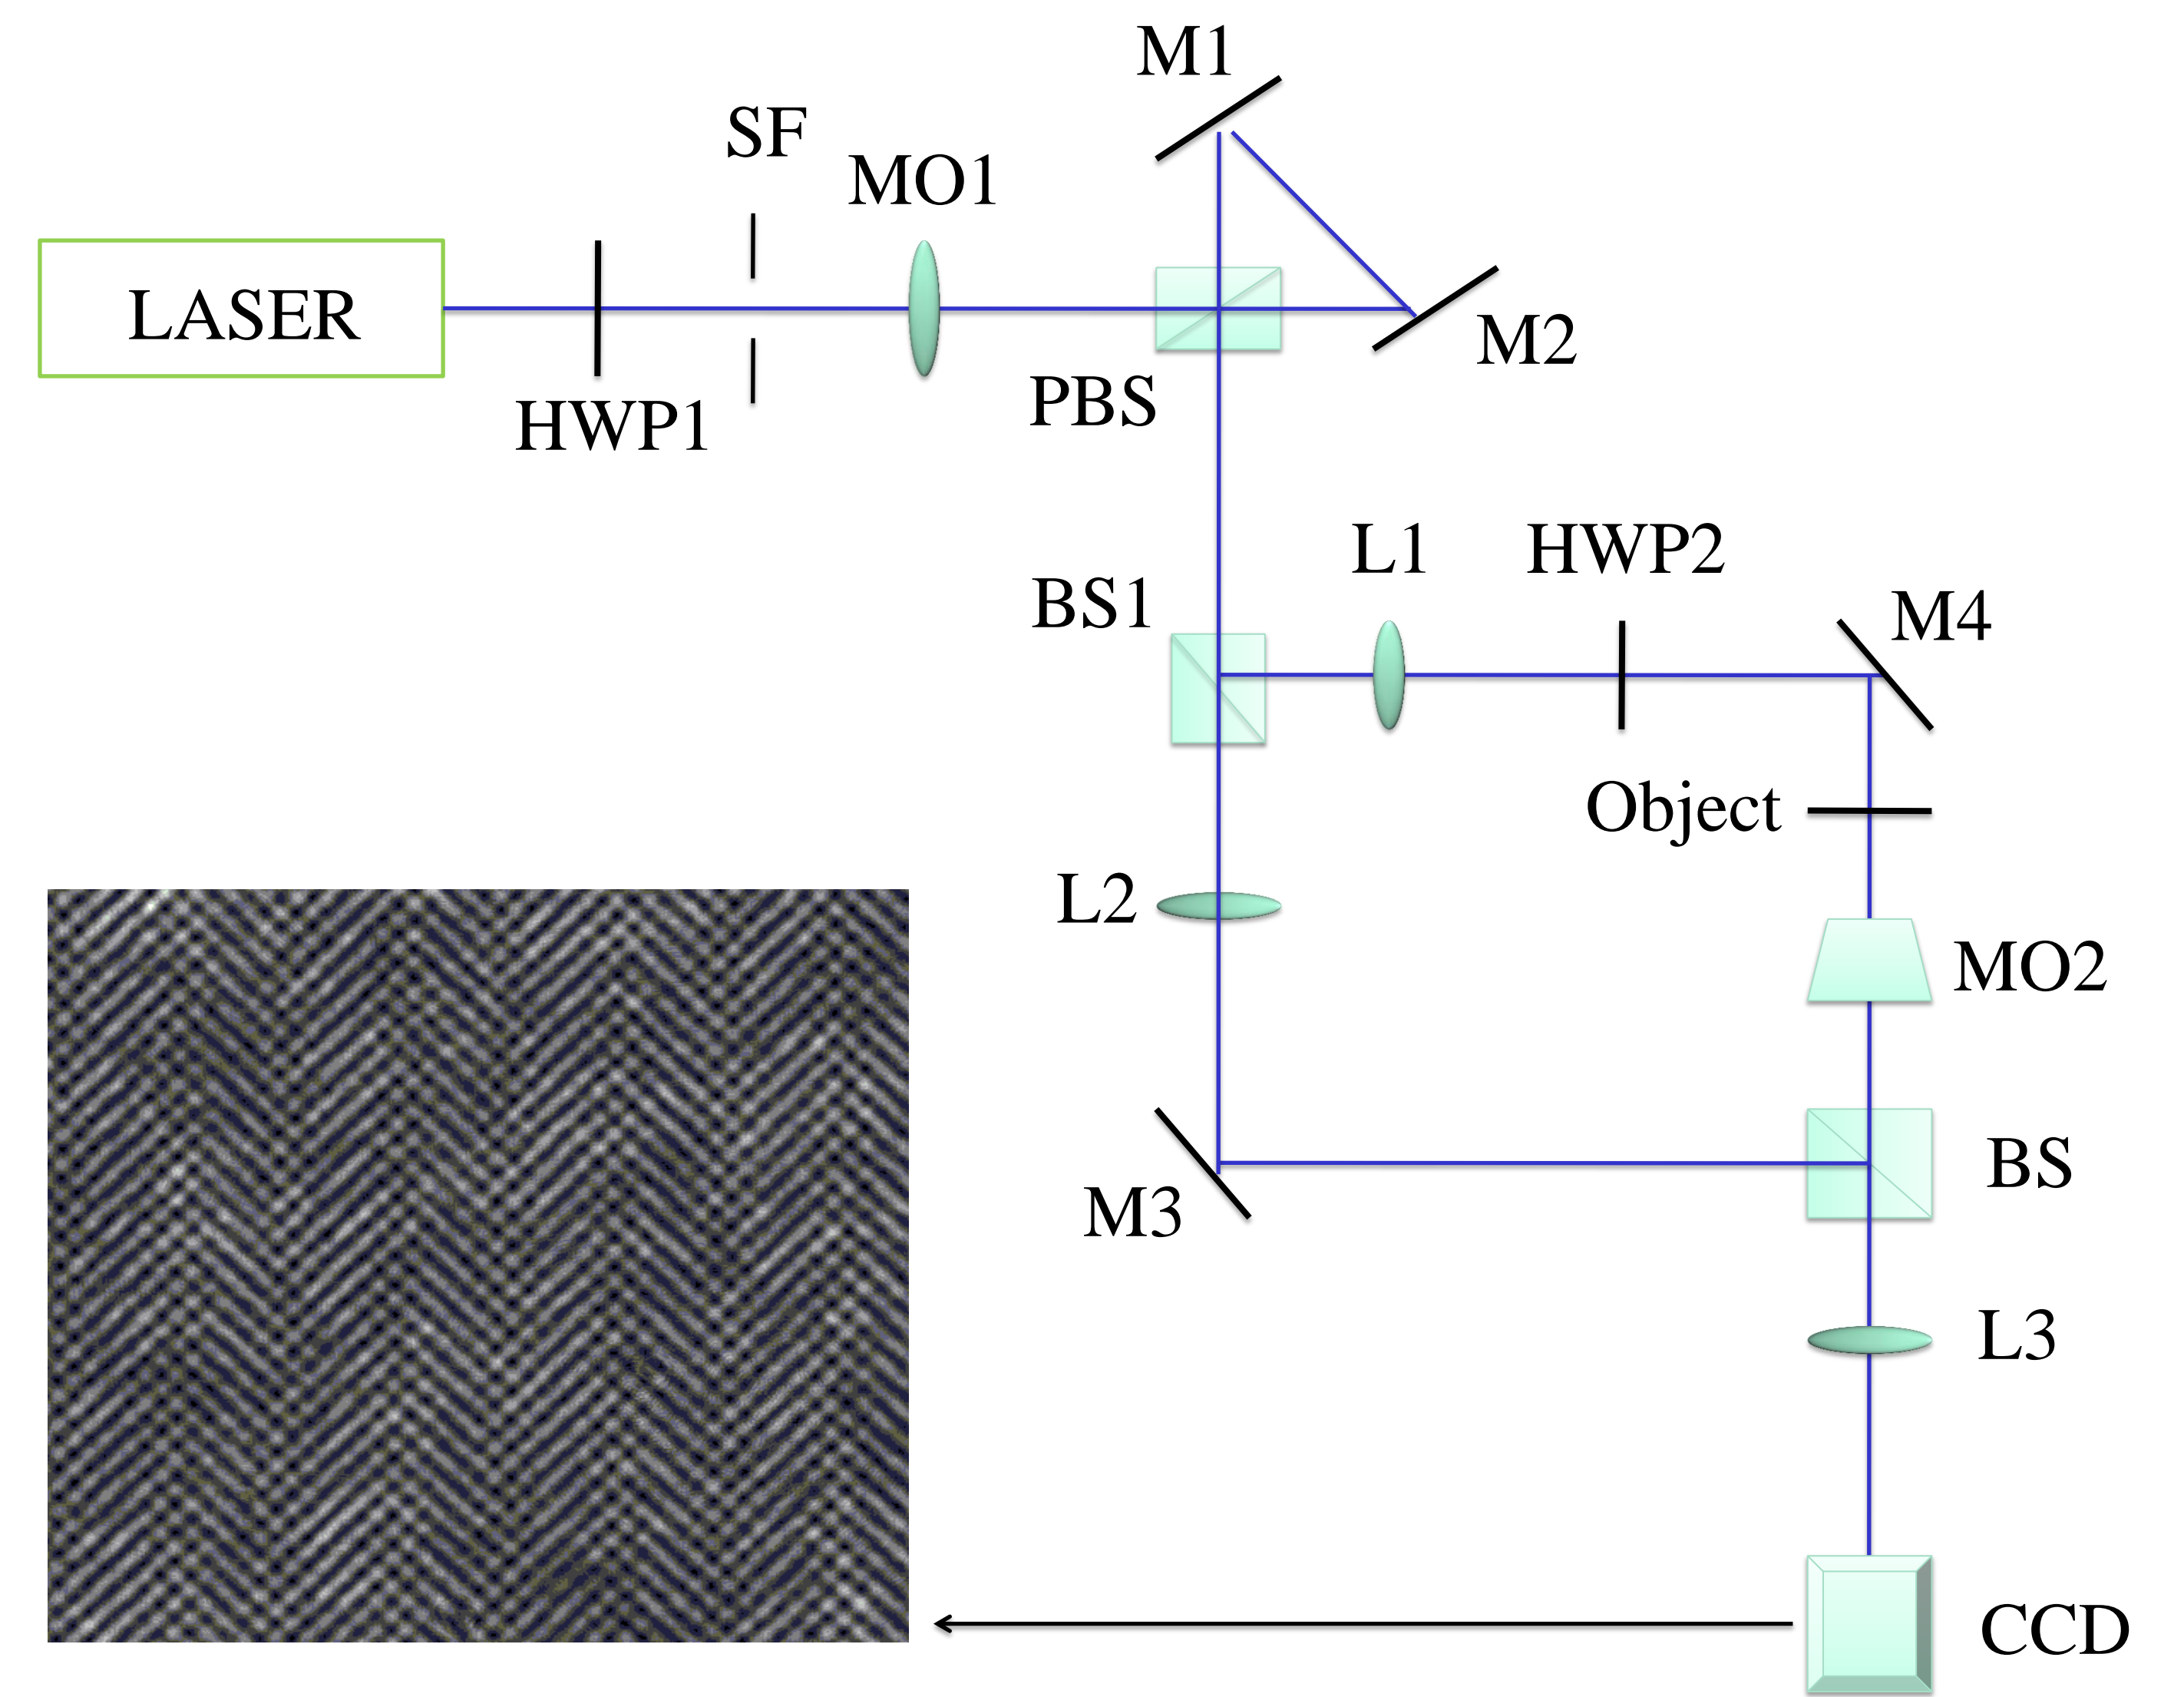 M1
SF
MO1
LASER
M2
PBS
HWP1
L1
HWP2
BS1
M4
Object
L2
MO2
BS
M3
L3
CCD